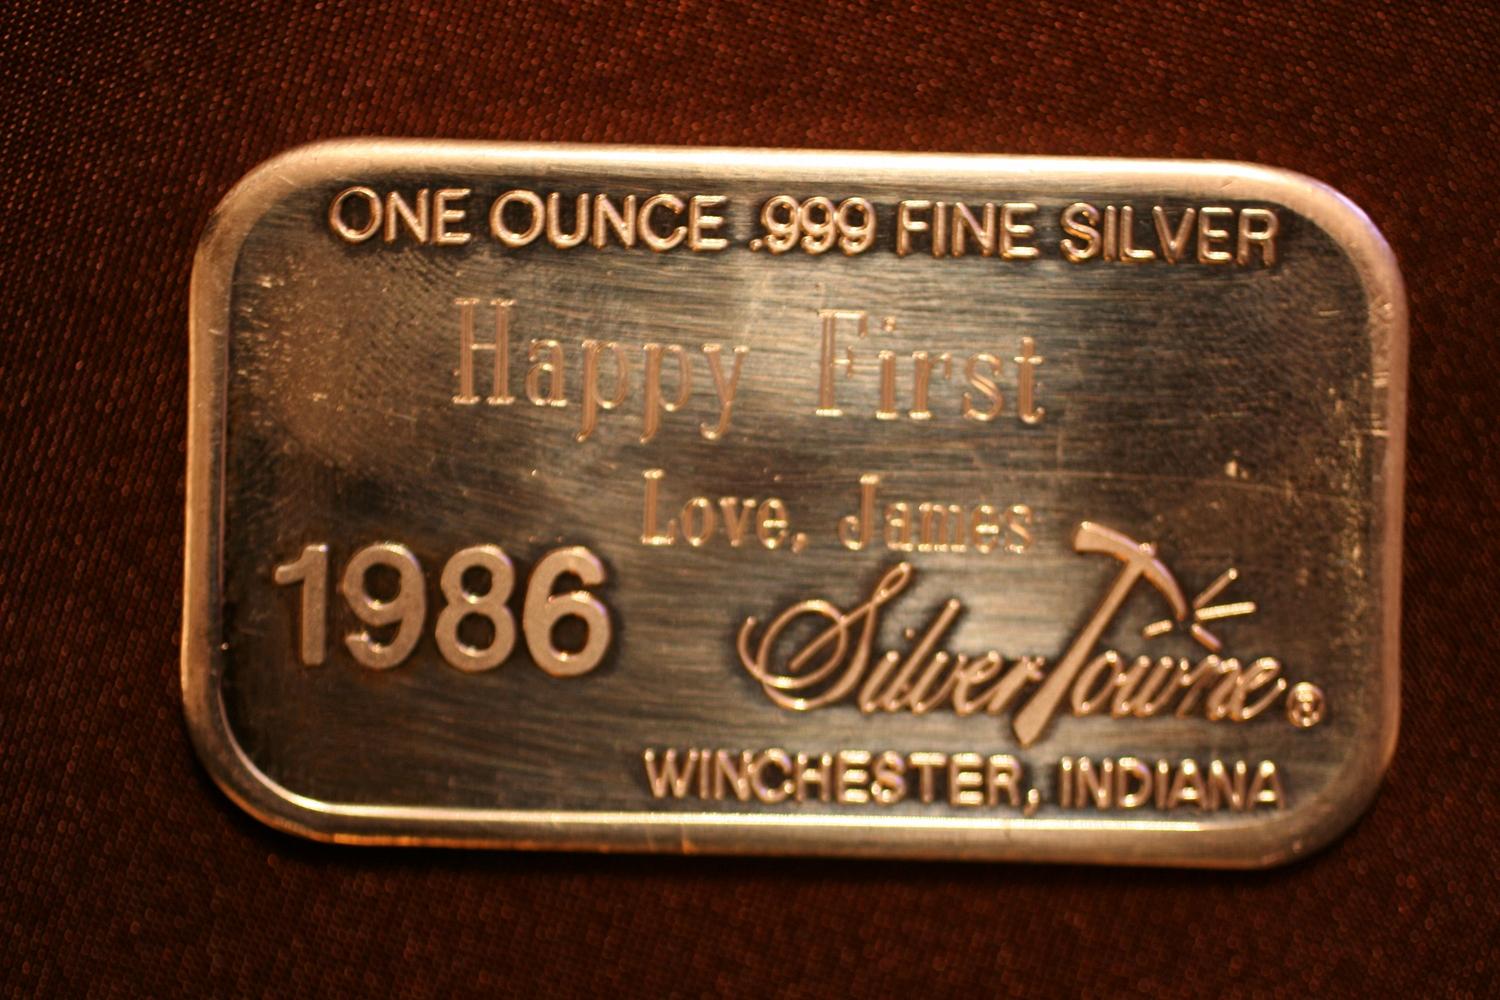 ONE OUNCE .999 FINE SILVER
Happy First
Love, James
1986
SilverTowne®
WINCHESTER, INDIANA